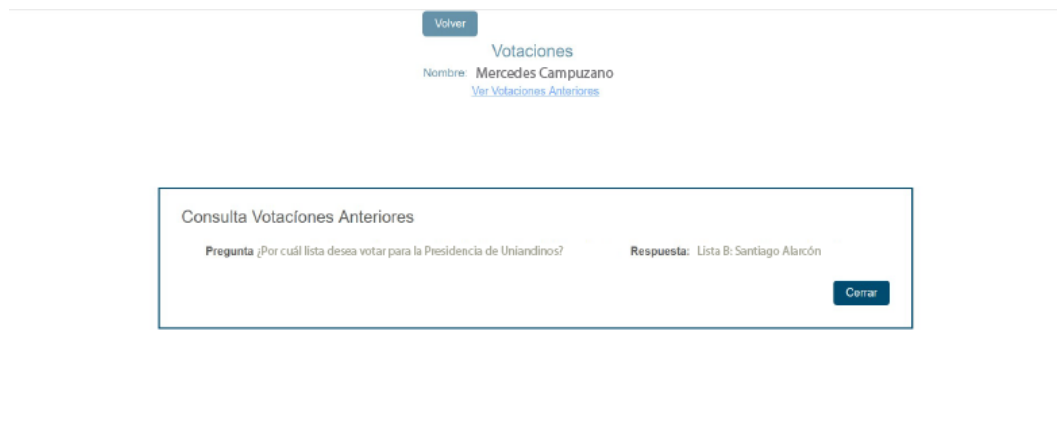 Volver
Votaciones
Nombre: Mercedes Campuzano
Ver Votaciones Anteriores
Consulta Votacíones Anteriores
Pregunta ¿Por cuál lista desea votar para la Presidencia de Uniandinos? Respuesta: Lista B: Santiago Alarcón
Cerrar